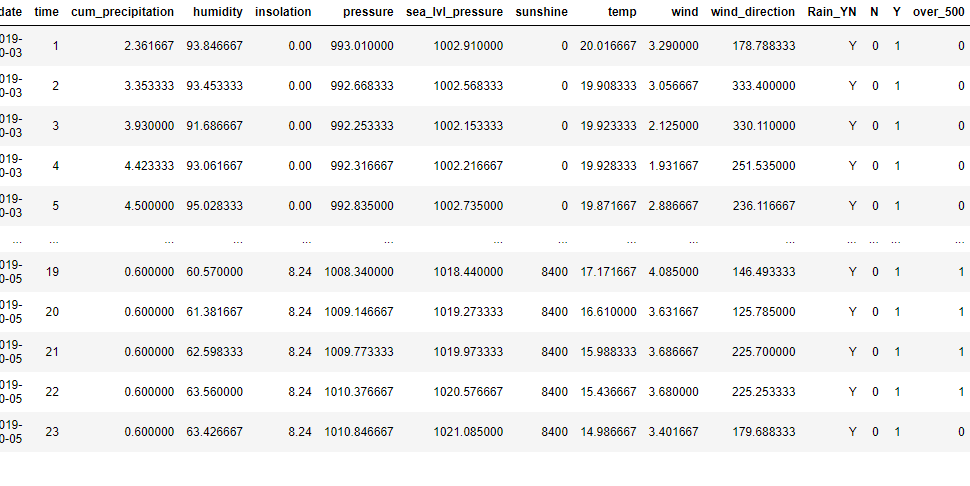 date time cum_precipitation humidity insolation pressure sea_lvl_pressure sunshine temp wind wind_direction Rain_YN N Y over_500
019-
0-03 1 2.361667 93.846667 0.00 993.010000 1002.910000 0 20.016667 3.290000 178.788333 Y 0 1 0
019-
0-03 2 3.353333 93.453333 0.00 992.668333 1002.568333 0 19.908333 3.056667 333.400000 Y 0 1 0
019-
0-03 3 3.930000 91.686667 0.00 992.253333 1002.153333 0 19.923333 2.125000 330.110000 Y 0 1 0
019-
0-03 4 4.423333 93.061667 0.00 992.316667 1002.216667 0 19.928333 1.931667 251.535000 Y 0 1 0
019-
0-03 5 4.500000 95.028333 0.00 992.835000 1002.735000 0 19.871667 2.886667 236.116667 Y 0 1 0
... ... ... ... ... ... ... ... ... ... ... ... ... ... ...
019-
0-05 19 0.600000 60.570000 8.24 1008.340000 1018.440000 8400 17.171667 4.085000 146.493333 Y 0 1 1
019-
0-05 20 0.600000 61.381667 8.24 1009.146667 1019.273333 8400 16.610000 3.631667 125.785000 Y 0 1 1
019-
0-05 21 0.600000 62.598333 8.24 1009.773333 1019.973333 8400 15.988333 3.686667 225.700000 Y 0 1 1
019-
0-05 22 0.600000 63.560000 8.24 1010.376667 1020.576667 8400 15.436667 3.680000 225.253333 Y 0 1 1
019-
0-05 23 0.600000 63.426667 8.24 1010.846667 1021.085000 8400 14.986667 3.401667 179.688333 Y 0 1 0